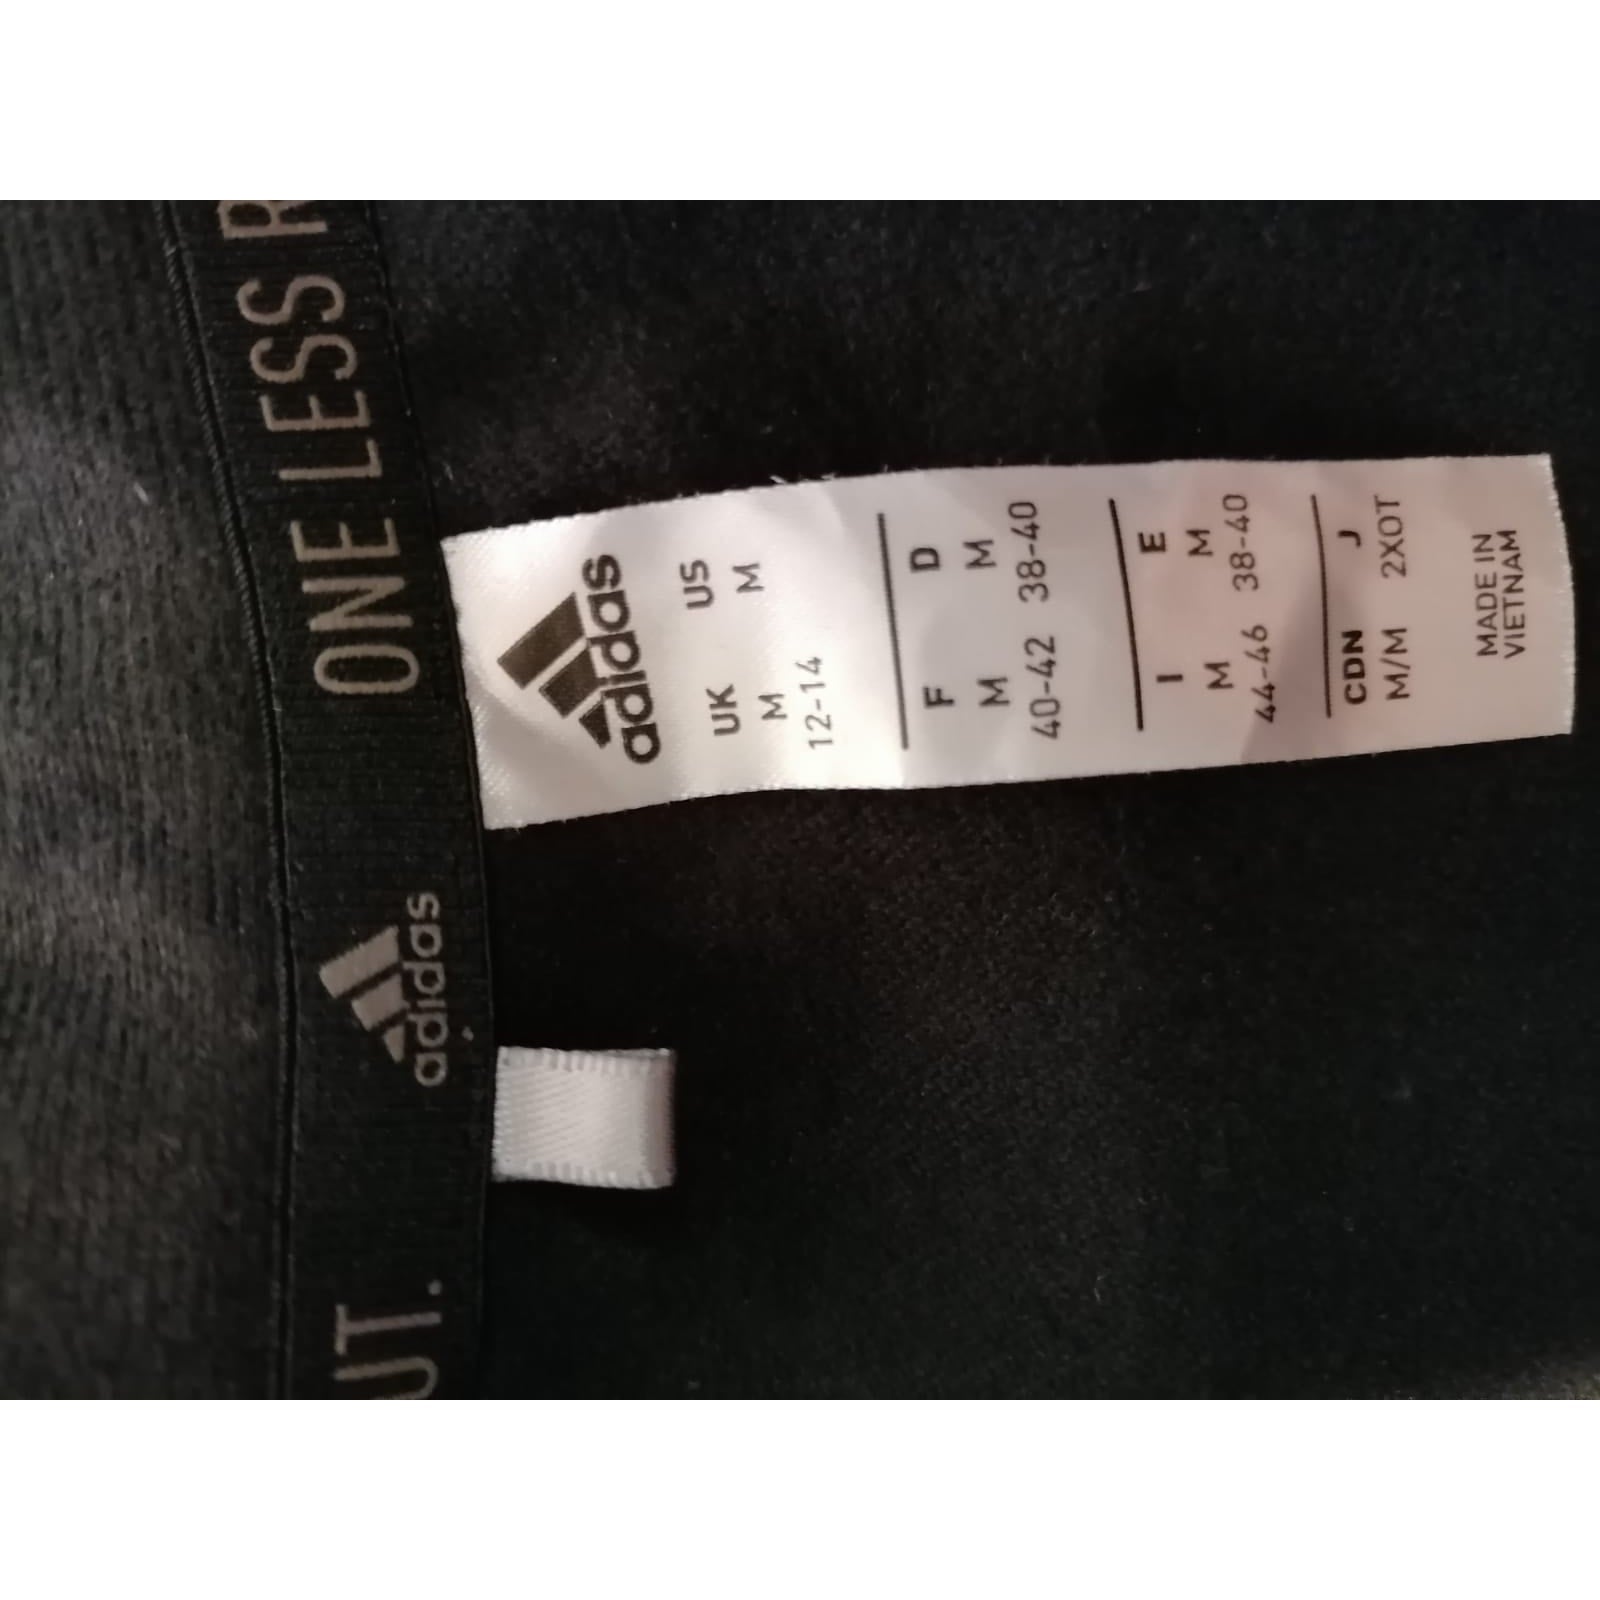 ONE LESS R
adidas
UT.
adidas
UK US
M M
12-14
F D
M M
40-42 38-40
I E
M M
44-46 38-40
CDN J
M/M 2XOT
MADE IN
VIETNAM